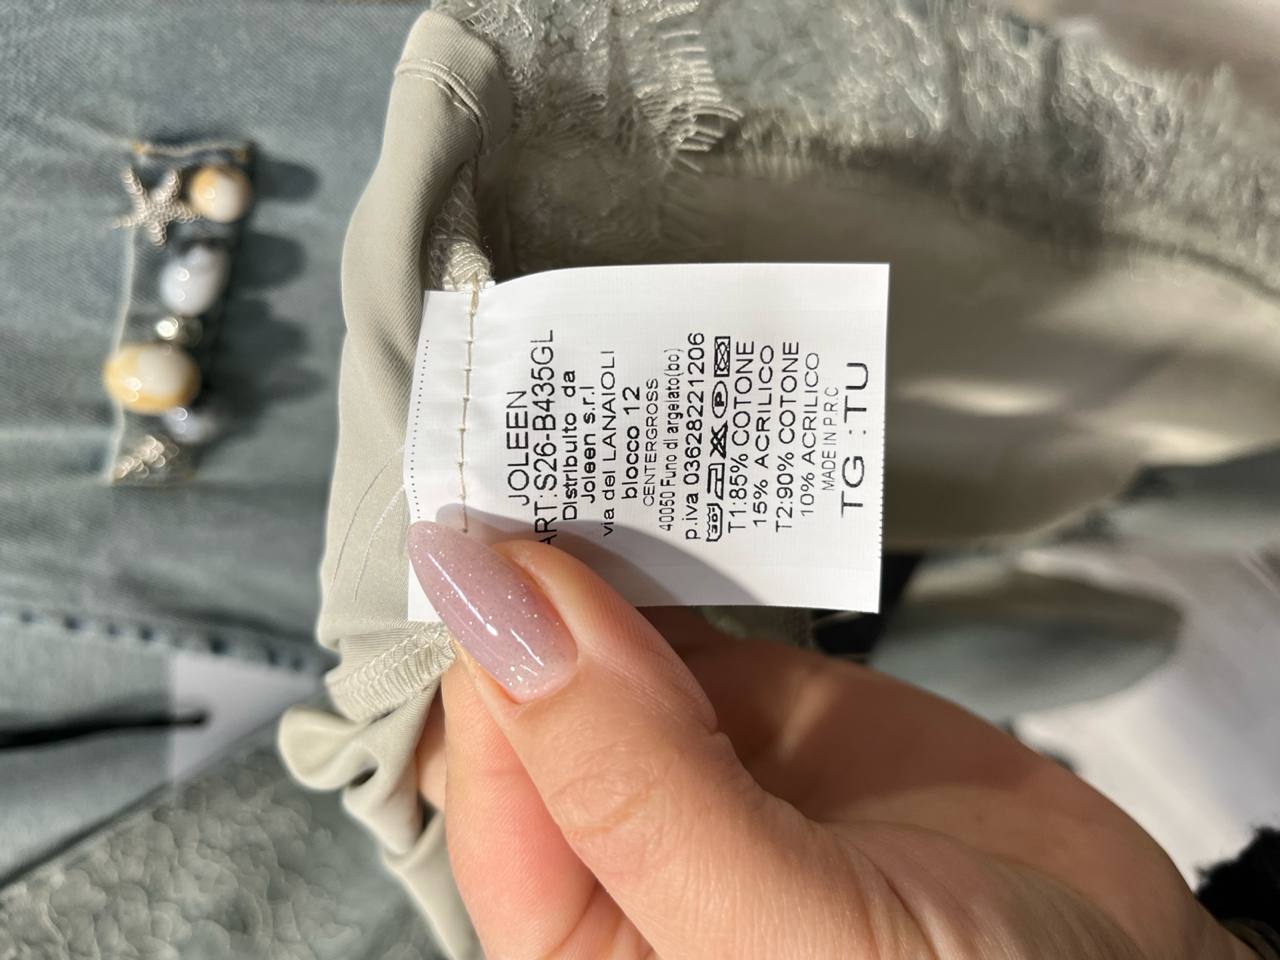 JOLEEN
ART:S26-B435GL
Distribuito da
Joleen s.r.l
via dei LANAIOLI
blocco 12
CENTERGROSS
40050 Funo di argelato(bo)
p.iva 03628221206
P
T1:85% COTONE
15% ACRILICO
T2:90% COTONE
10% ACRILICO
MADE IN P.R.C
TG :TU